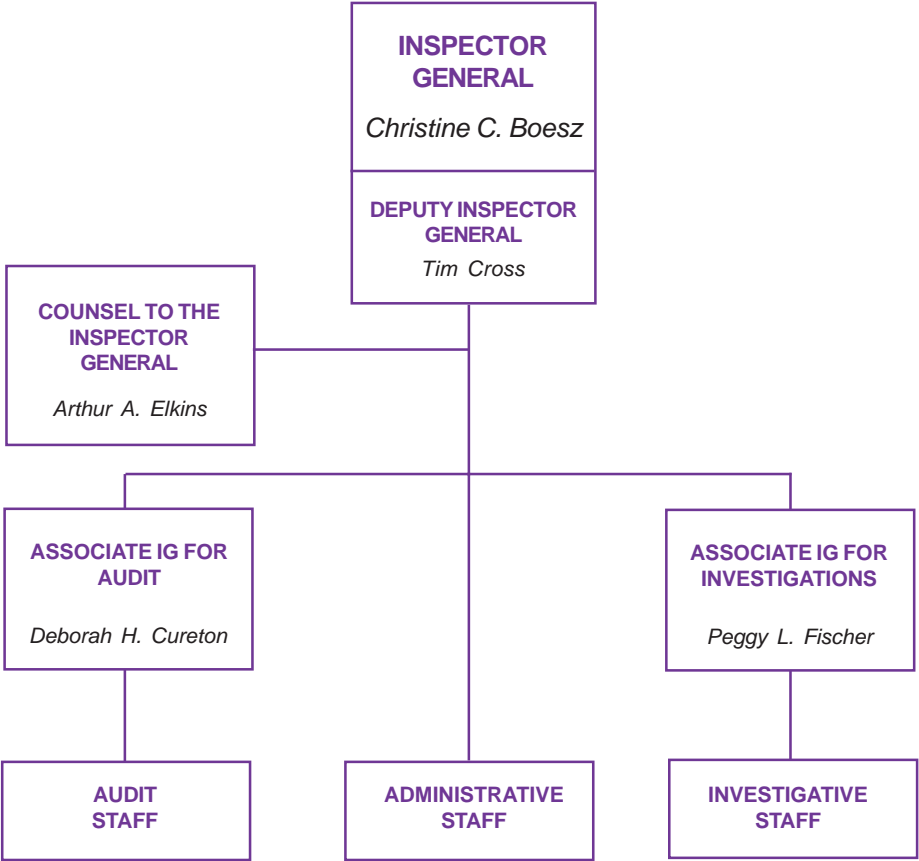 INSPECTOR
GENERAL
Christine C. Boesz
DEPUTY INSPECTOR
GENERAL
Tim Cross
COUNSEL TO THE
INSPECTOR
GENERAL
Arthur A. Elkins
ASSOCIATE IG FOR
AUDIT
Deborah H. Cureton
ASSOCIATE IG FOR
INVESTIGATIONS
Peggy L. Fischer
AUDIT
STAFF
ADMINISTRATIVE
STAFF
INVESTIGATIVE
STAFF